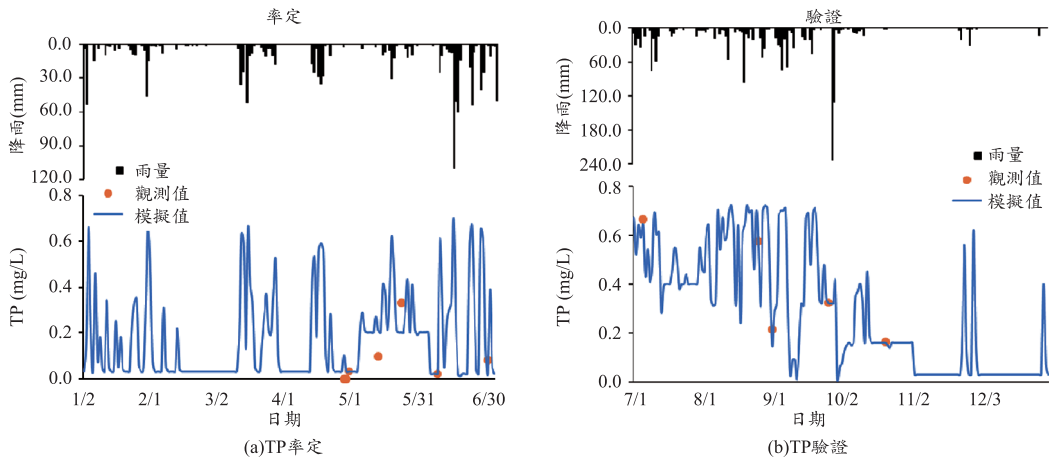 率定
0.0
30.0
60.0
90.0
120.0
降雨(mm)
雨量
觀測值
模擬值
0.8
0.6
0.4
0.2
0.0
TP (mg/L)
1/2
2/1
3/2
4/1
5/1
5/31
6/30
日期
(a)TP率定
驗證
0.0
60.0
120.0
180.0
240.0
降雨(mm)
雨量
觀測值
模擬值
0.8
0.6
0.4
0.2
0.0
TP (mg/L)
7/1
8/1
9/1
10/2
11/2
12/3
日期
(b)TP驗證